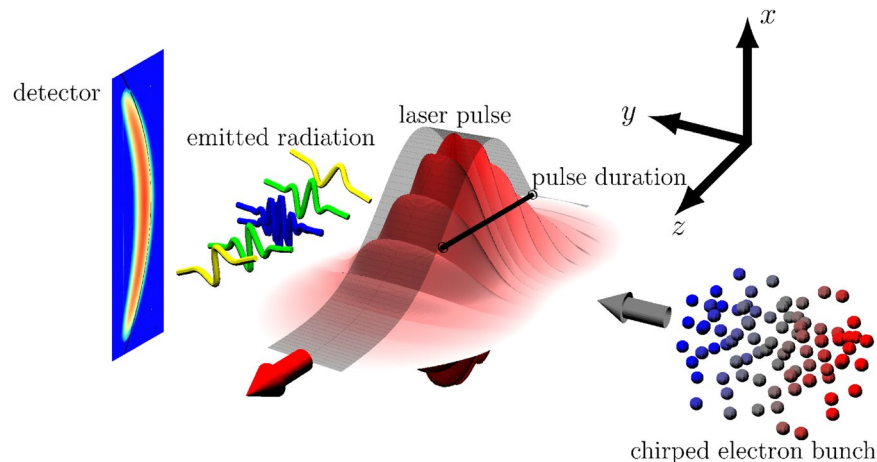 x
detector
laser pulse
y
emitted radiation
pulse duration
z
chirped electron bunch